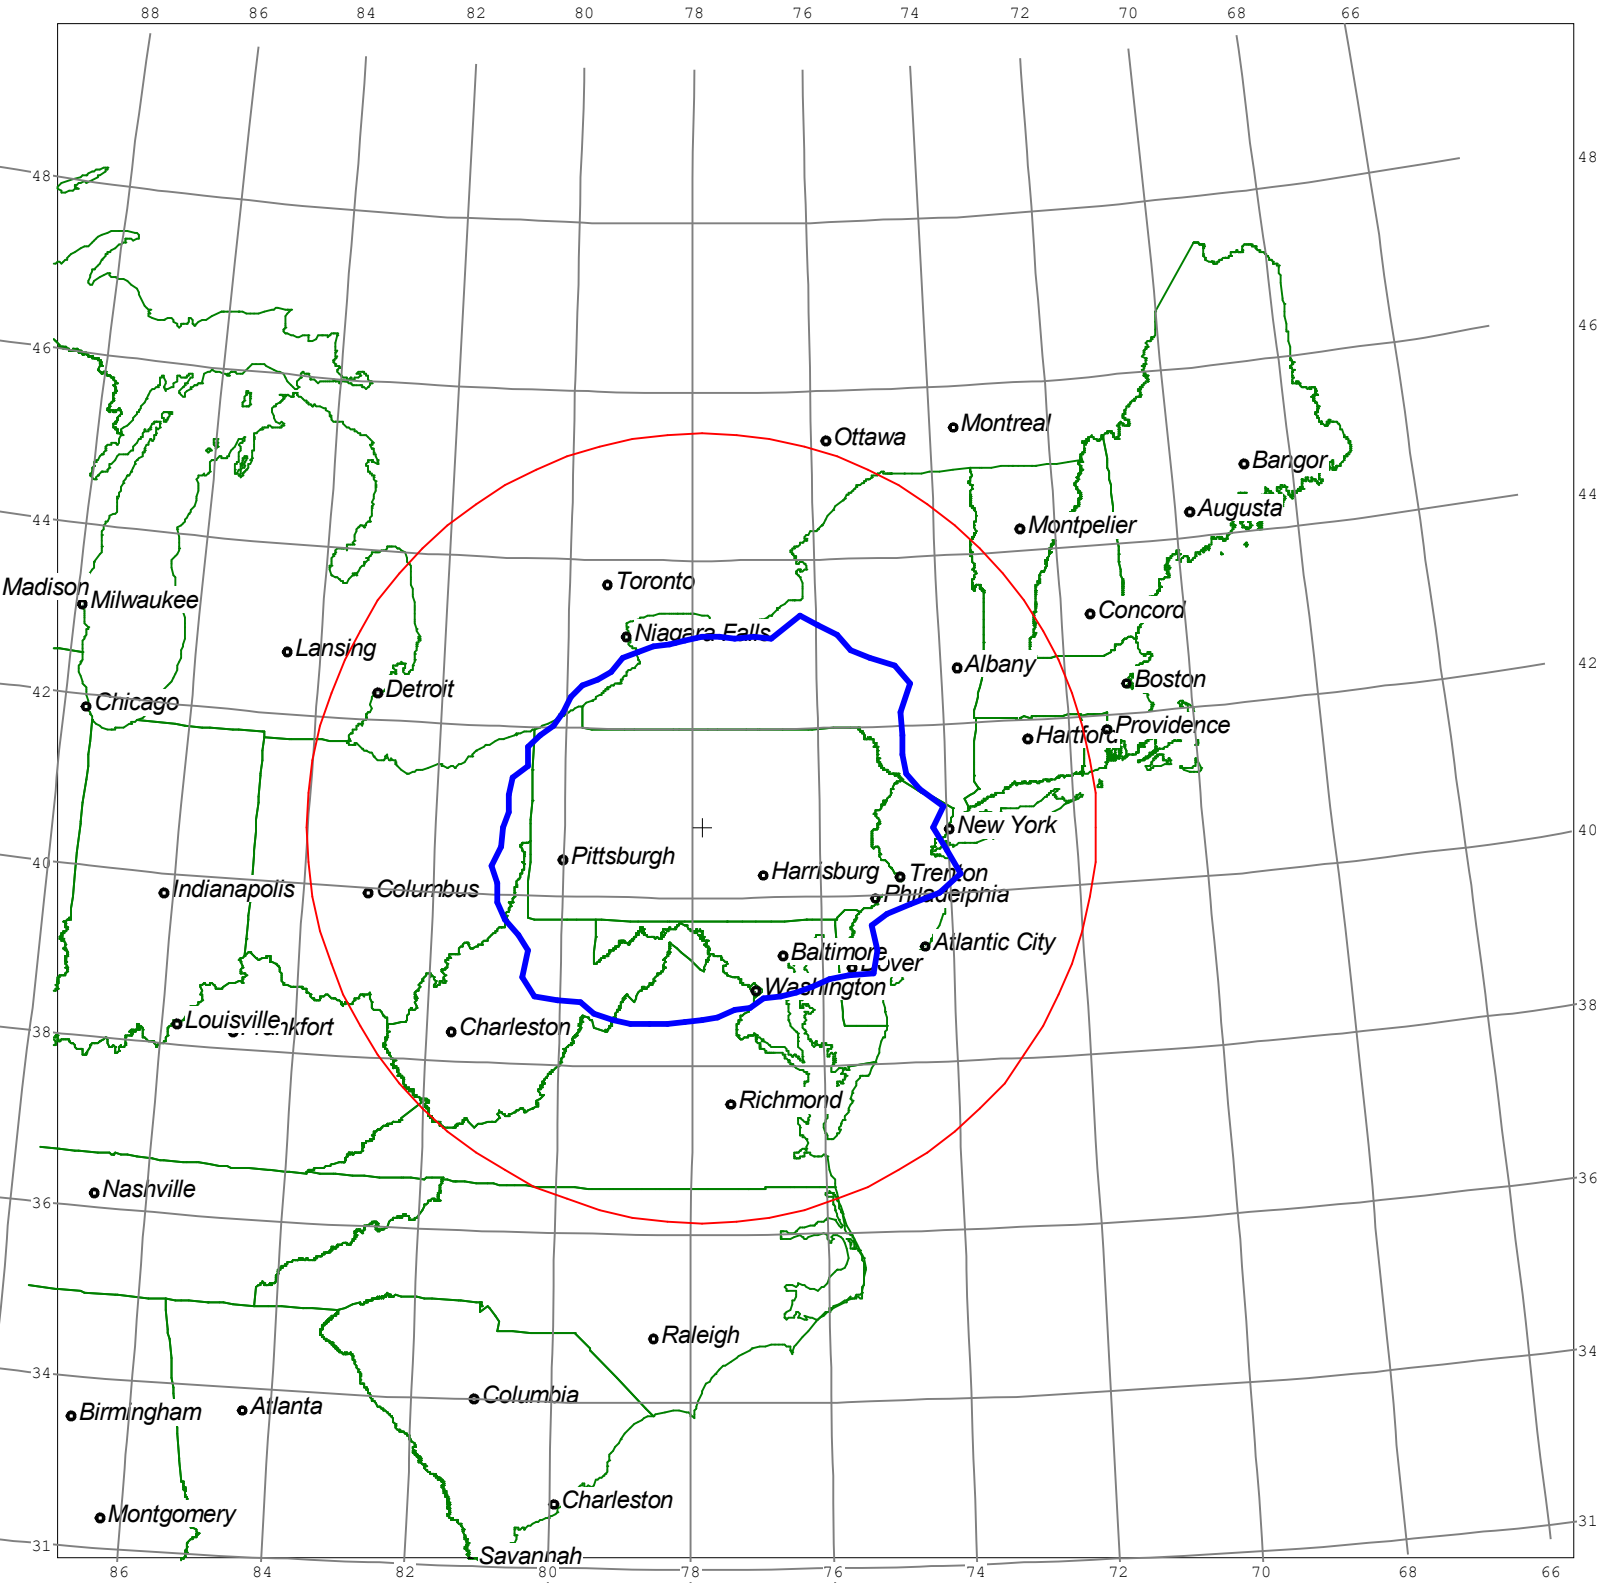 88 86 84 82 80 78 76 74 72 70 68 66
48 48
46 46
Montreal
Ottawa
Bangor
44 44
Augusta
Montpelier
Toronto
Madison
Milwaukee
Concord
Niagara Falls
Lansing
Albany
42 42
Boston
Detroit
Chicago
Providence
Hartford
New York
40 40
Pittsburgh
Harrisburg
Trenton
Indianapolis
Columbus
Philadelphia
Atlantic City
Baltimore
Dover
Washington
38 38
Louisville
Frankfort
Charleston
Richmond
36 36
Nashville
Raleigh
34 34
Columbia
Atlanta
Birmingham
Charleston
Montgomery
31 31
Savannah
86 84 82 80 78 76 74 72 70 68 66